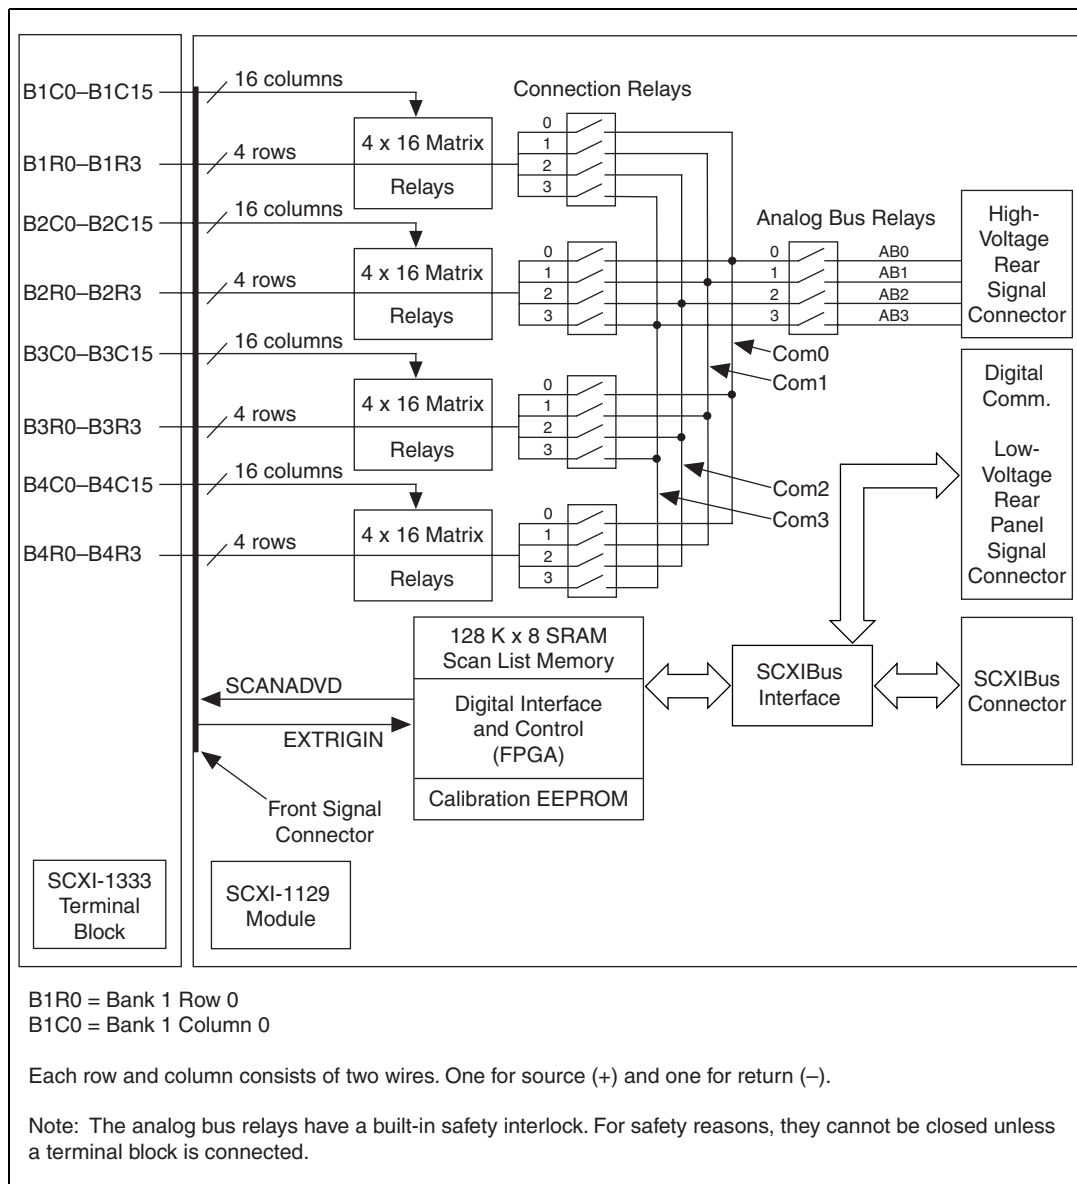 B1C0–B1C15
16 columns
Connection Relays
4 x 16 Matrix
Relays
0
1
2
3
B1R0–B1R3
4 rows
B2C0–B2C15
16 columns
Analog Bus Relays
High-
Voltage
Rear
Signal
Connector
4 x 16 Matrix
Relays
0
1
2
3
0
1
2
3
AB0
AB1
AB2
AB3
B2R0–B2R3
4 rows
B3C0–B3C15
16 columns
Com0
Com1
Digital
Comm.
Low-
Voltage
Rear
Panel
Signal
Connector
4 x 16 Matrix
Relays
0
1
2
3
B3R0–B3R3
4 rows
B4C0–B4C15
16 columns
Com2
Com3
4 x 16 Matrix
Relays
0
1
2
3
B4R0–B4R3
4 rows
128 K x 8 SRAM
Scan List Memory
SCANADVD
Digital Interface
and Control
(FPGA)
EXTRIGIN
Calibration EEPROM
SCXIBus
Interface
SCXIBus
Connector
Front Signal
Connector
SCXI-1333
Terminal
Block
SCXI-1129
Module
B1R0 = Bank 1 Row 0
B1C0 = Bank 1 Column 0
Each row and column consists of two wires. One for source (+) and one for return (–).
Note: The analog bus relays have a built-in safety interlock. For safety reasons, they cannot be closed unless
a terminal block is connected.